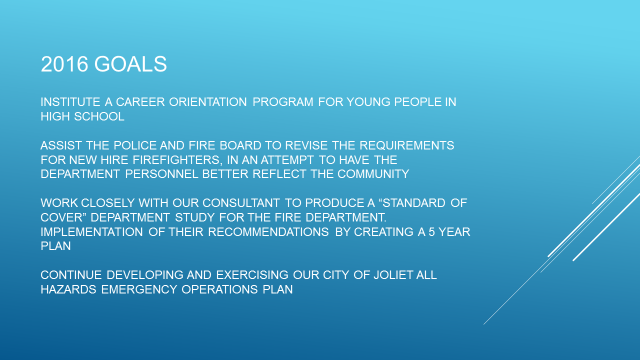 2016 GOALS
INSTITUTE A CAREER ORIENTATION PROGRAM FOR YOUNG PEOPLE IN
HIGH SCHOOL
ASSIST THE POLICE AND FIRE BOARD TO REVISE THE REQUIREMENTS
FOR NEW HIRE FIREFIGHTERS, IN AN ATTEMPT TO HAVE THE
DEPARTMENT PERSONNEL BETTER REFLECT THE COMMUNITY
WORK CLOSELY WITH OUR CONSULTANT TO PRODUCE A “STANDARD OF
COVER” DEPARTMENT STUDY FOR THE FIRE DEPARTMENT.
IMPLEMENTATION OF THEIR RECOMMENDATIONS BY CREATING A 5 YEAR
PLAN
CONTINUE DEVELOPING AND EXERCISING OUR CITY OF JOLIET ALL
HAZARDS EMERGENCY OPERATIONS PLAN